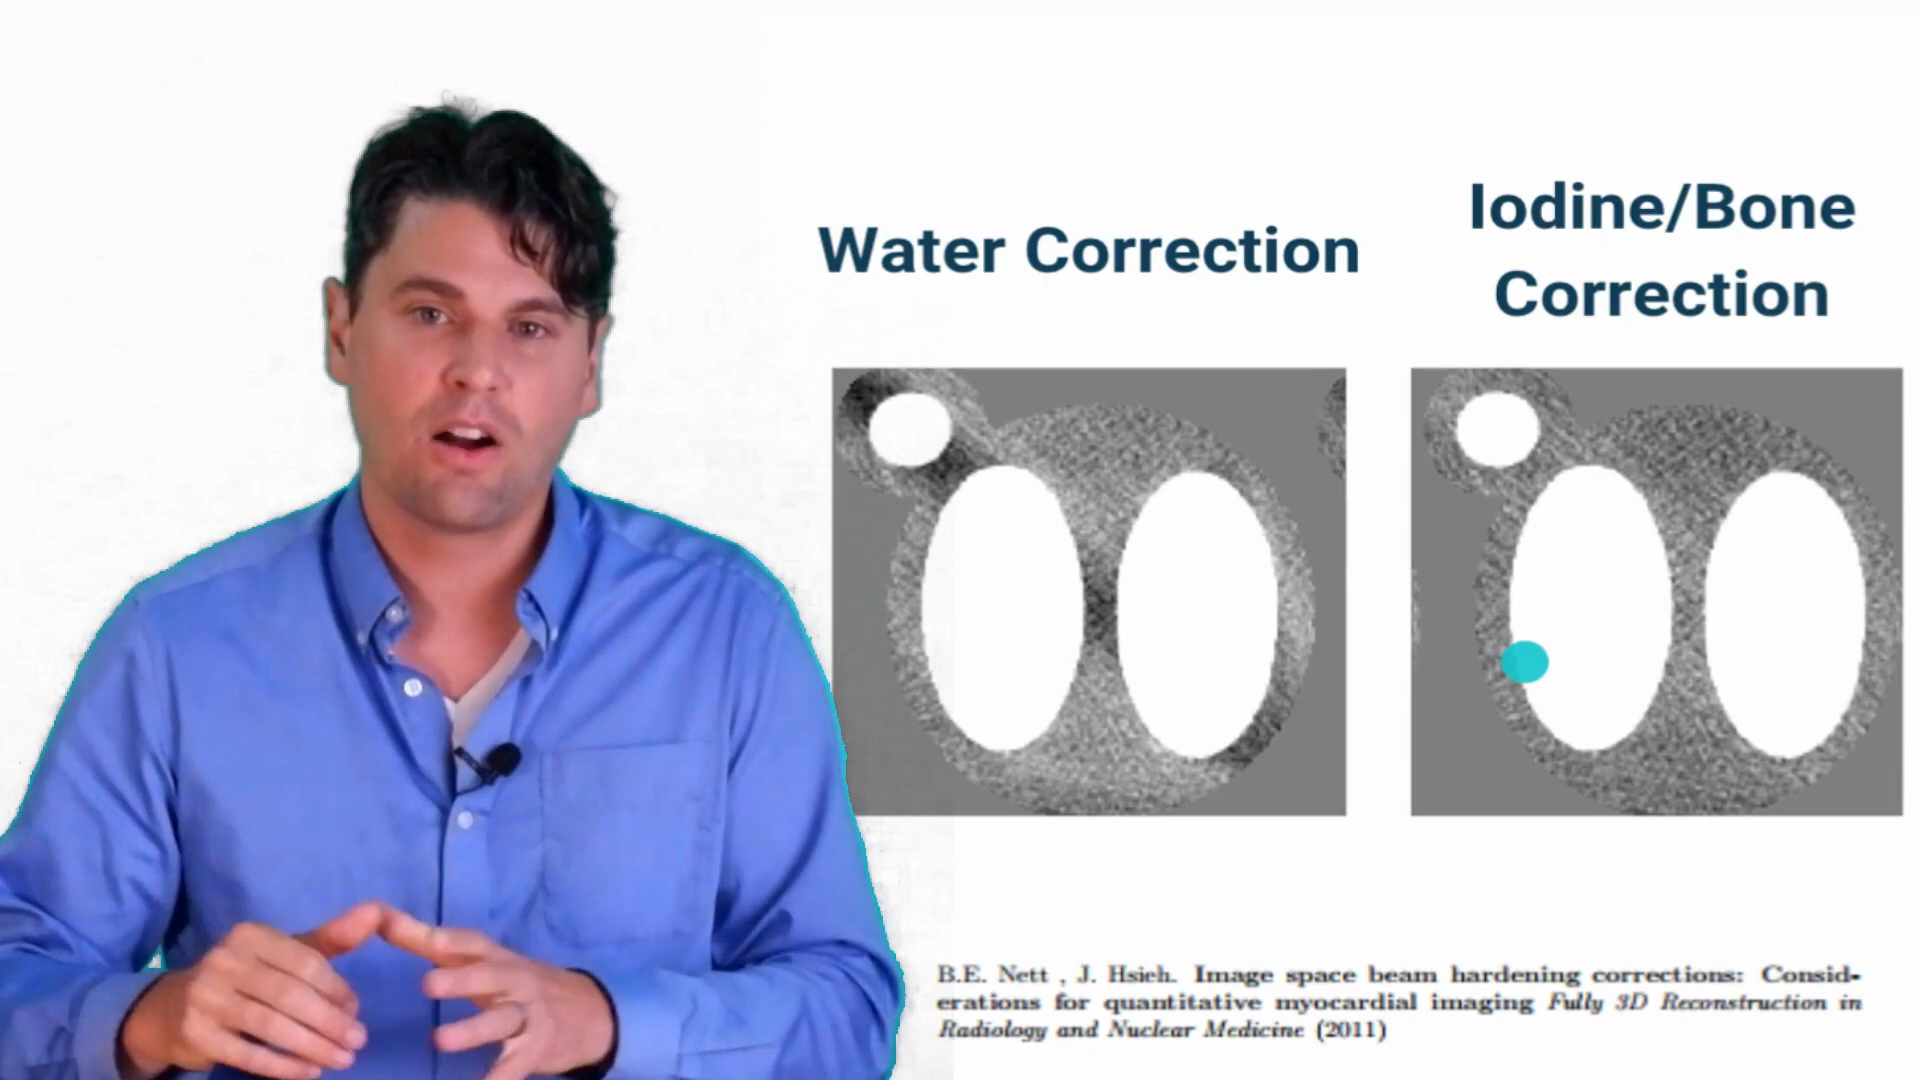 Water Correction
Iodine/Bone
Correction
B.E. Nett , J. Hsieh. Image space beam hardening corrections: Consid-
erations for quantitative myocardial imaging Fully 3D Reconstruction in
Radiology and Nuclear Medicine (2011)